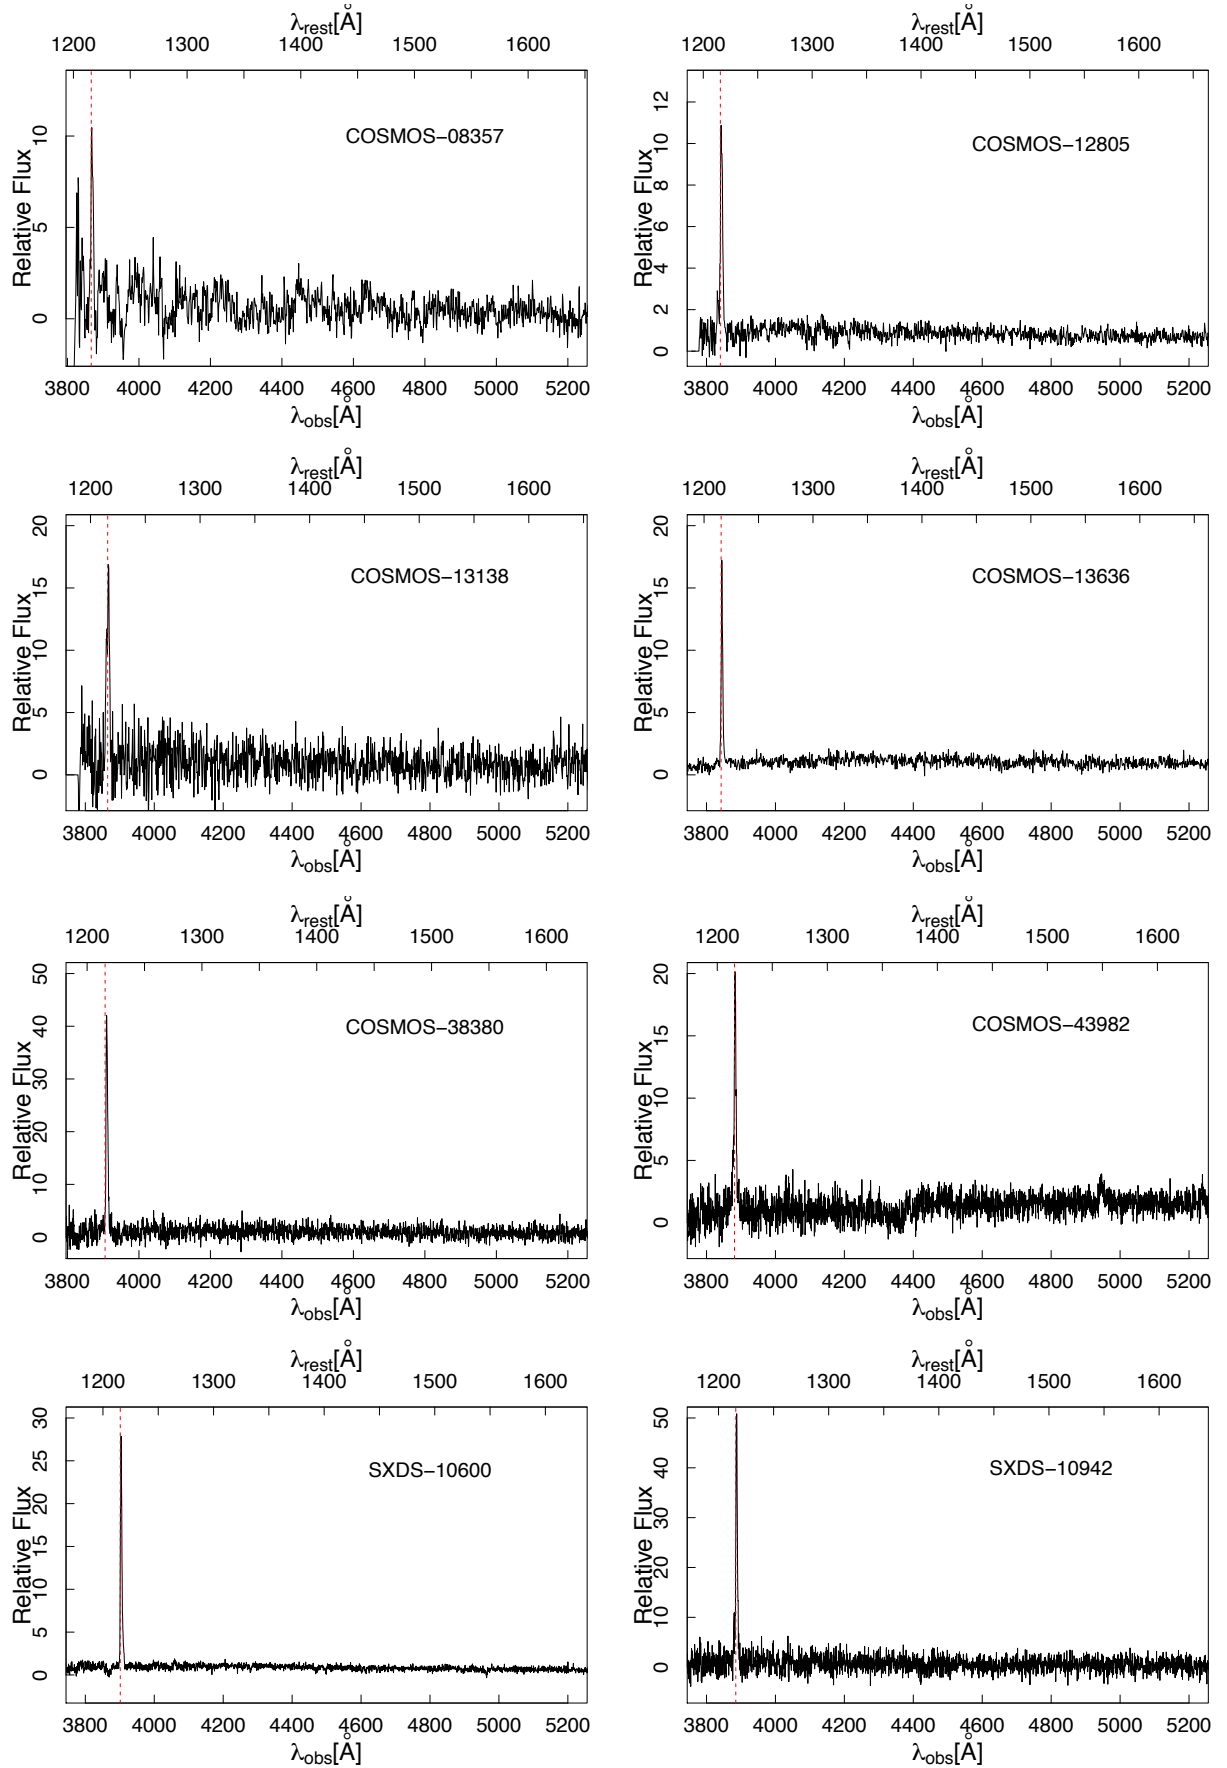 λrest[Å]
λrest[Å]
1200 1300 1400 1500 1600
1200 1300 1400 1500 1600
Relative Flux
0 5 10
COSMOS−08357
Relative Flux
0 2 4 6 8 10 12
COSMOS−12805
3800 4000 4200 4400 4600 4800 5000 5200
3800 4000 4200 4400 4600 4800 5000 5200
λobs[Å]
λobs[Å]
λrest[Å]
λrest[Å]
1200 1300 1400 1500 1600
1200 1300 1400 1500 1600
Relative Flux
0 5 10 15 20
COSMOS−13138
Relative Flux
0 5 10 15 20
COSMOS−13636
3800 4000 4200 4400 4600 4800 5000 5200
3800 4000 4200 4400 4600 4800 5000 5200
λobs[Å]
λobs[Å]
λrest[Å]
λrest[Å]
1200 1300 1400 1500 1600
1200 1300 1400 1500 1600
Relative Flux
0 10 20 30 40 50
COSMOS−38380
Relative Flux
0 5 10 15 20
COSMOS−43982
3800 4000 4200 4400 4600 4800 5000 5200
3800 4000 4200 4400 4600 4800 5000 5200
λobs[Å]
λobs[Å]
λrest[Å]
λrest[Å]
1200 1300 1400 1500 1600
1200 1300 1400 1500 1600
Relative Flux
0 5 10 15 20 25 30
SXDS−10600
Relative Flux
0 10 20 30 40 50
SXDS−10942
3800 4000 4200 4400 4600 4800 5000 5200
3800 4000 4200 4400 4600 4800 5000 5200
λobs[Å]
λobs[Å]